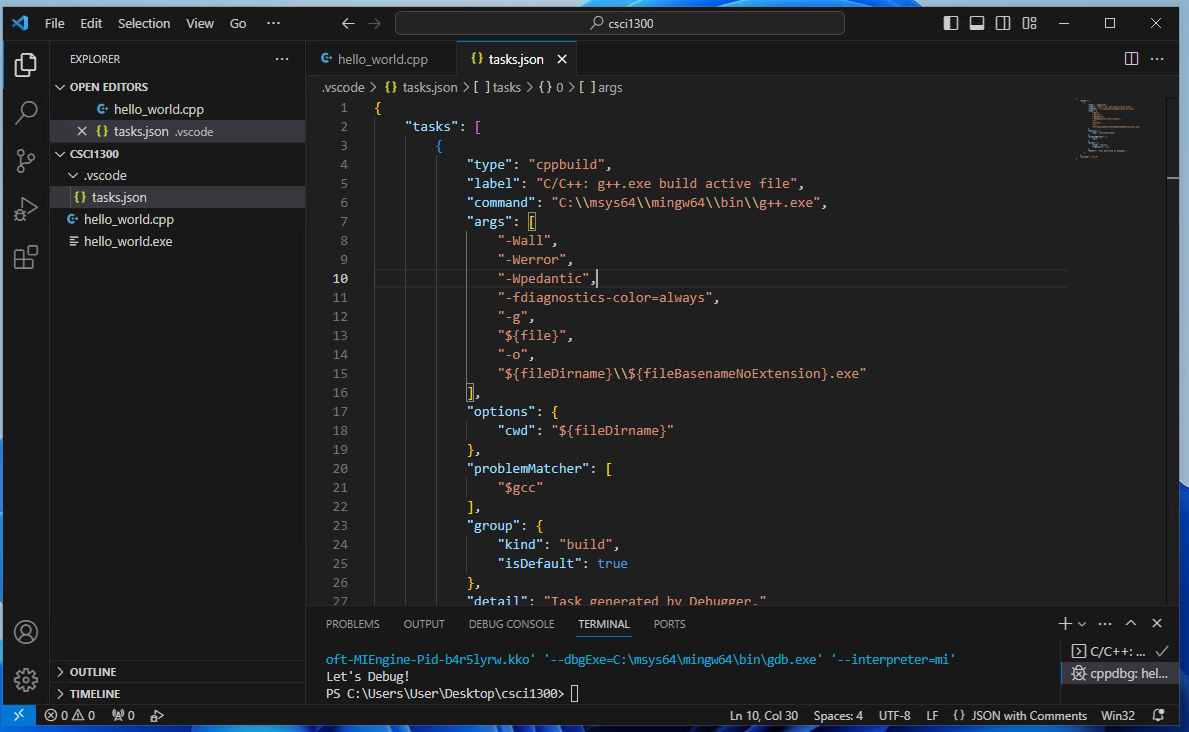 File Edit Selection View Go ··· csci1300
EXPLORER ···
OPEN EDITORS
hello_world.cpp
tasks.json .vscode
CSCI1300
.vscode
tasks.json
hello_world.cpp
hello_world.exe
OUTLINE
TIMELINE
hello_world.cpp {} tasks.json
.vscode > {} tasks.json > [ ] tasks > {} 0 > [ ] args
1 {
2 "tasks": [
3 {
4 "type": "cppbuild",
5 "label": "C/C++: g++.exe build active file",
6 "command": "C:\\msys64\\mingw64\\bin\\g++.exe",
7 "args": [
8 "-Wall",
9 "-Werror",
10 "-Wpedantic",
11 "-fdiagnostics-color=always",
12 "-g",
13 "${file}",
14 "-o",
15 "${fileDirname}\\${fileBasenameNoExtension}.exe"
16 ],
17 "options": {
18 "cwd": "${fileDirname}"
19 },
20 "problemMatcher": [
21 "$gcc"
22 ],
23 "group": {
24 "kind": "build",
25 "isDefault": true
26 },
27 "detail": "Task generated by Debugger."
PROBLEMS OUTPUT DEBUG CONSOLE TERMINAL PORTS
oft-MIEngine-Pid-b4r5lyrw.kko' '--dbgExe=C:\msys64\mingw64\bin\gdb.exe' '--interpreter=mi'
Let's Debug!
PS C:\Users\User\Desktop\csci1300>
C/C++: ...
cppdbg: hel...
0 0 0 Ln 10, Col 30 Spaces: 4 UTF-8 LF {} JSON with Comments Win32